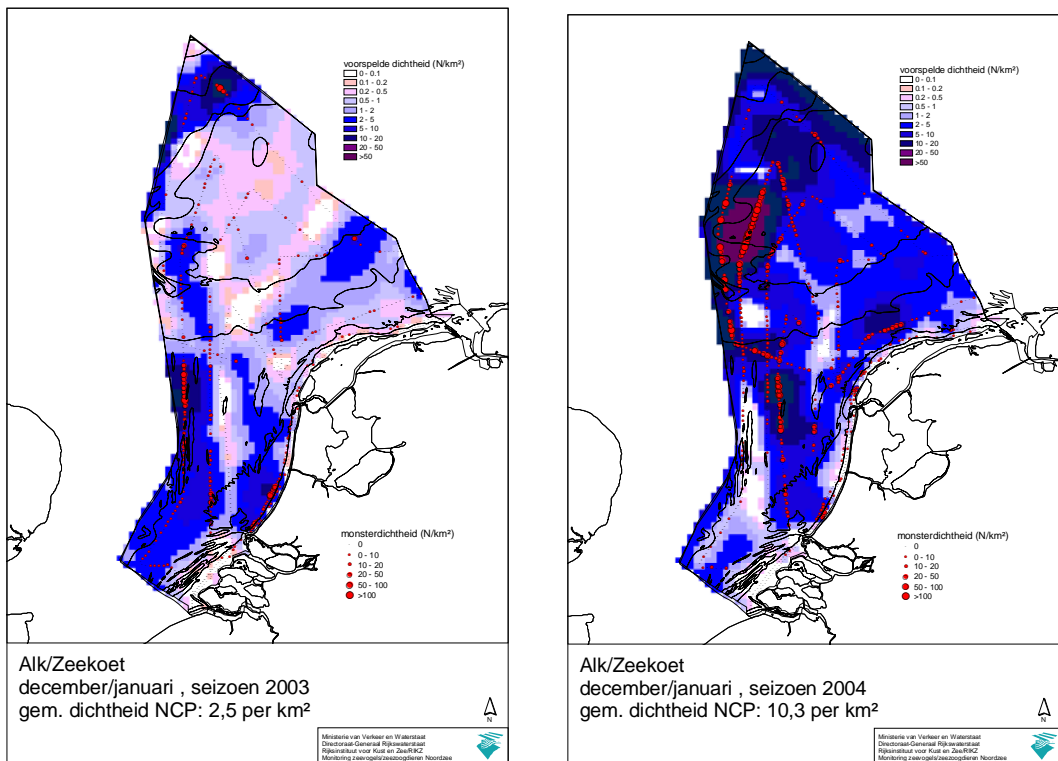 voorspelde dichtheid (N/km²)
0 - 0.1
0.1 - 0.2
0.2 - 0.5
0.5 - 1
1 - 2
2 - 5
5 - 10
10 - 20
20 - 50
>50
monsterdichtheid (N/km²)
0
0 - 10
10 - 20
20 - 50
50 - 100
>100
Alk/Zeekoet
december/januari , seizoen 2003
gem. dichtheid NCP: 2,5 per km²
N
Ministerie van Verkeer en Waterstaat
Directoraat-Generaal Rijkswaterstaat
Rijksinstituut voor Kust en Zee/RIKZ
Monitoring zeevogels/zeezoogdieren Noordzee
voorspelde dichtheid (N/km²)
0 - 0.1
0.1 - 0.2
0.2 - 0.5
0.5 - 1
1 - 2
2 - 5
5 - 10
10 - 20
20 - 50
>50
monsterdichtheid (N/km²)
0
0 - 10
10 - 20
20 - 50
50 - 100
>100
Alk/Zeekoet
december/januari , seizoen 2004
gem. dichtheid NCP: 10,3 per km²
N
Ministerie van Verkeer en Waterstaat
Directoraat-Generaal Rijkswaterstaat
Rijksinstituut voor Kust en Zee/RIKZ
Monitoring zeevogels/zeezoogdieren Noordzee